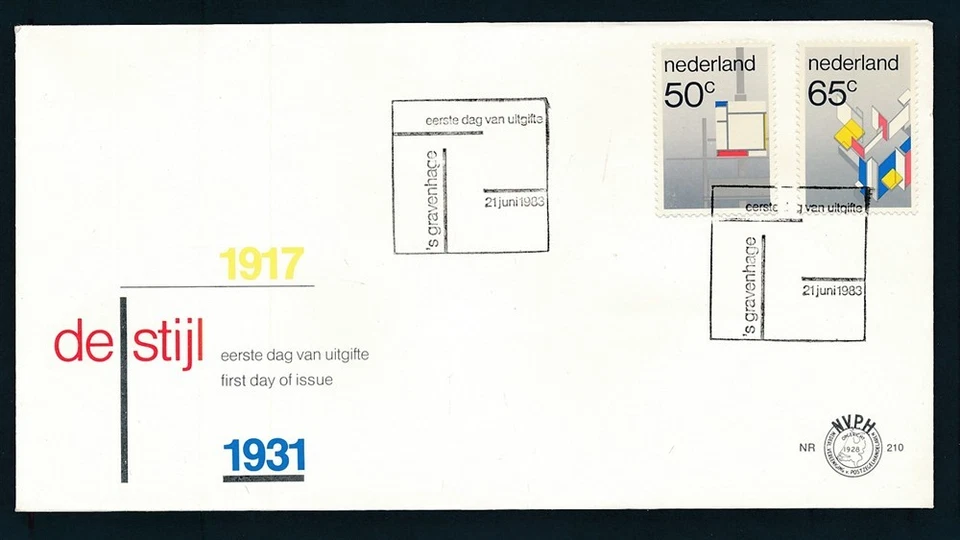 nederland
50c
nederland
65c
eerste dag van uitgifte
's gravenhage
21 juni 1983
eerste dag van uitgifte
's gravenhage
21 juni 1983
1917
de stijl
eerste dag van uitgifte
first day of issue
1931
NR
N.V.P.H
1928
210